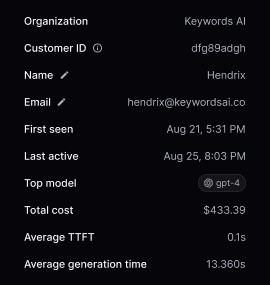 Organization Keywords AI
Customer ID dfg89adgh
Name Hendrix
Email hendrix@keywordsai.co
First seen Aug 21, 5:31 PM
Last active Aug 25, 8:03 PM
Top model gpt-4
Total cost $433.39
Average TTFT 0.1s
Average generation time 13.360s